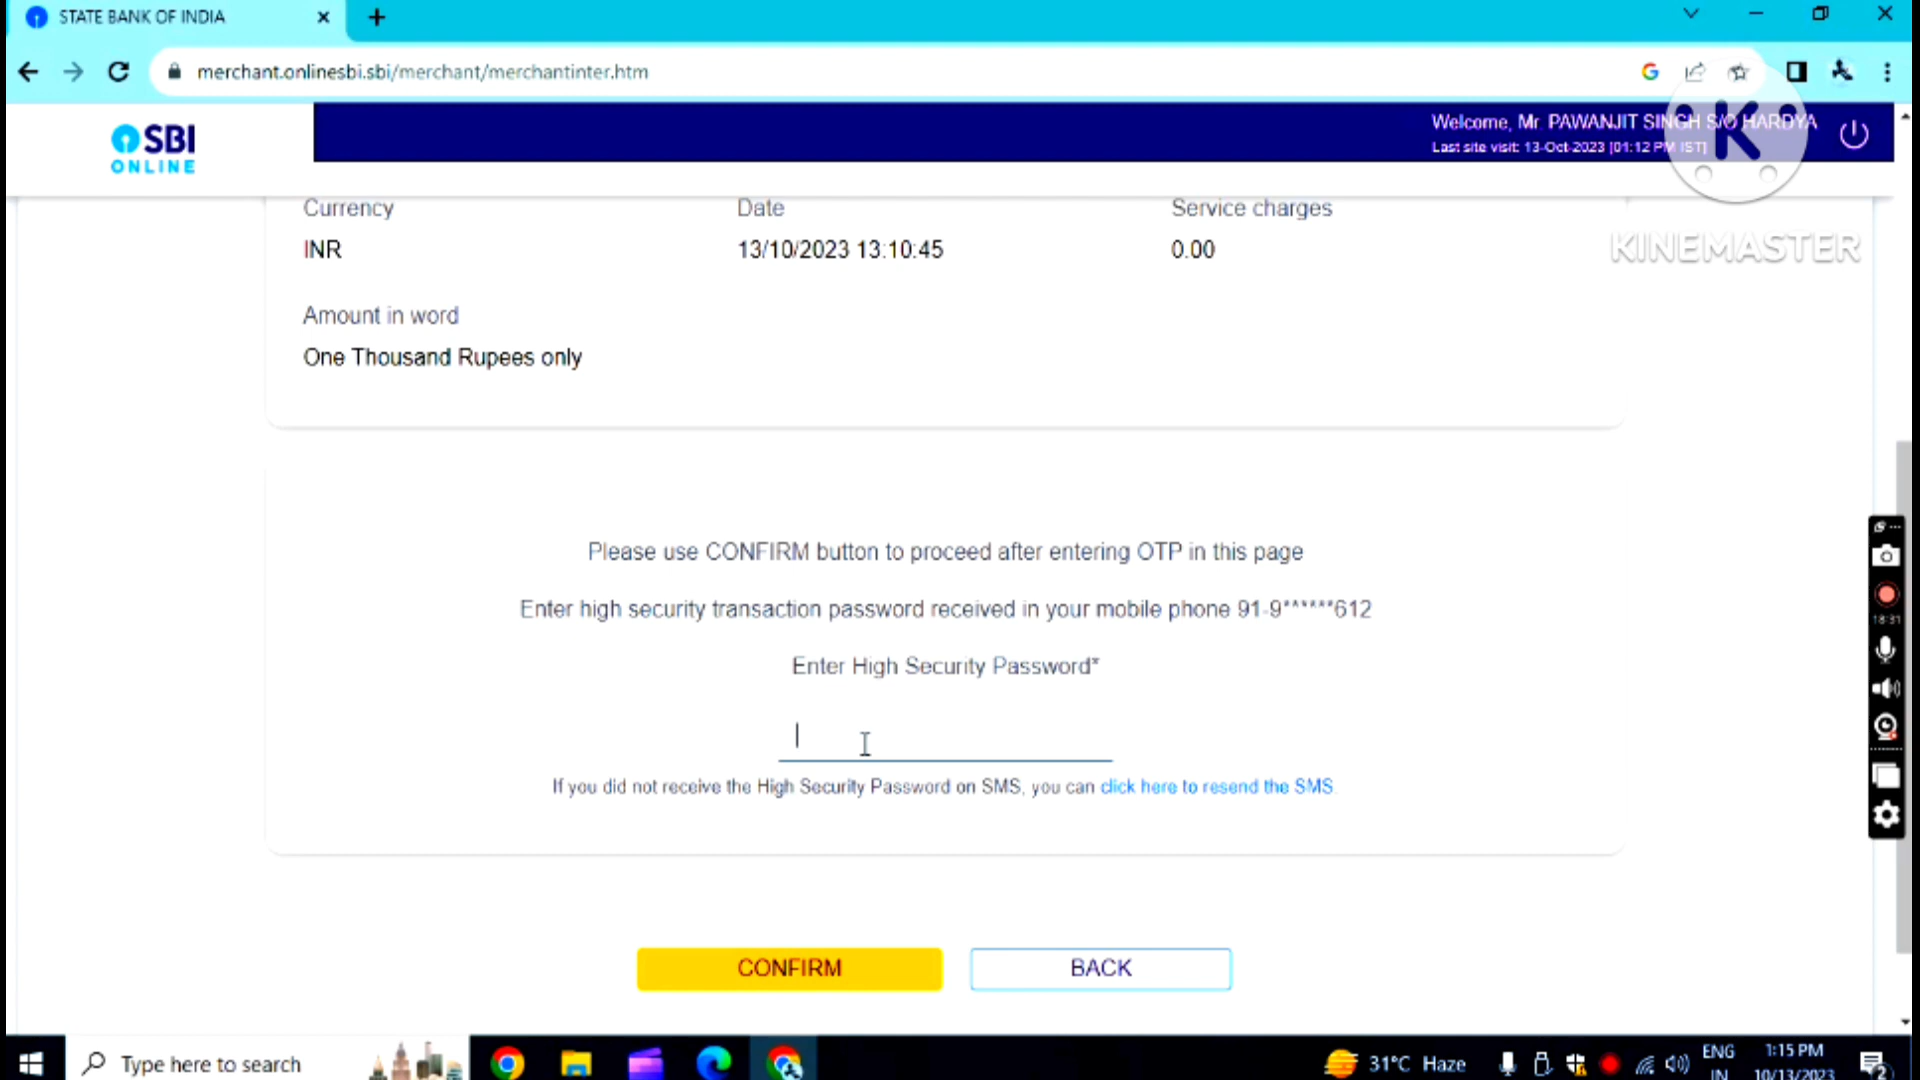 STATE BANK OF INDIA
merchant.onlinesbi.sbi/merchant/merchantinter.htm
SBI
ONLINE
Welcome, Mr. PAWANJIT SINGH S/O HARDYA
Last site visit: 13-Oct-2023 [01:12 PM IST]
K
KINEMASTER
Currency Date Service charges
INR 13/10/2023 13:10:45 0.00
Amount in word
One Thousand Rupees only
Please use CONFIRM button to proceed after entering OTP in this page
Enter high security transaction password received in your mobile phone 91-9******612
Enter High Security Password*
If you did not receive the High Security Password on SMS, you can click here to resend the SMS.
CONFIRM BACK
18:31
Type here to search
31°C Haze
ENG
IN
1:15 PM
10/13/2023
2